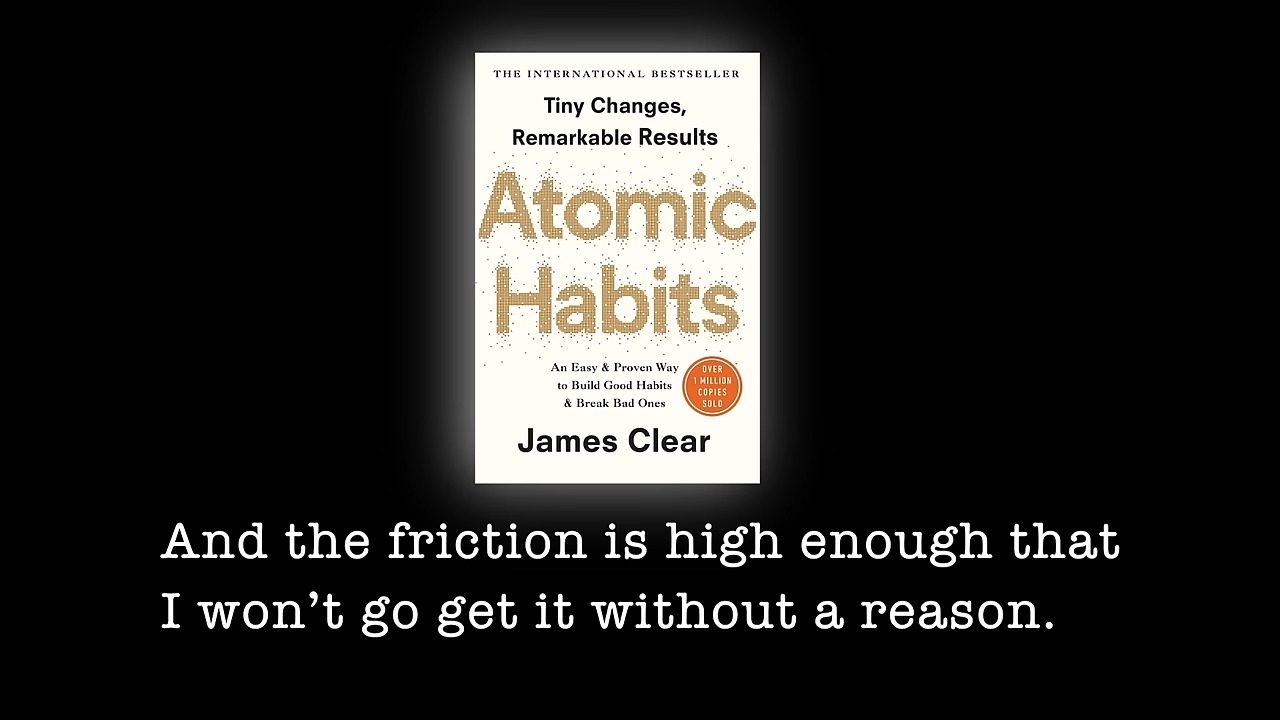 THE INTERNATIONAL BESTSELLER
Tiny Changes,
Remarkable Results
Atomic
Habits
An Easy & Proven Way
to Build Good Habits
& Break Bad Ones
OVER
1 MILLION
COPIES
SOLD
James Clear
And the friction is high enough that
I won’t go get it without a reason.